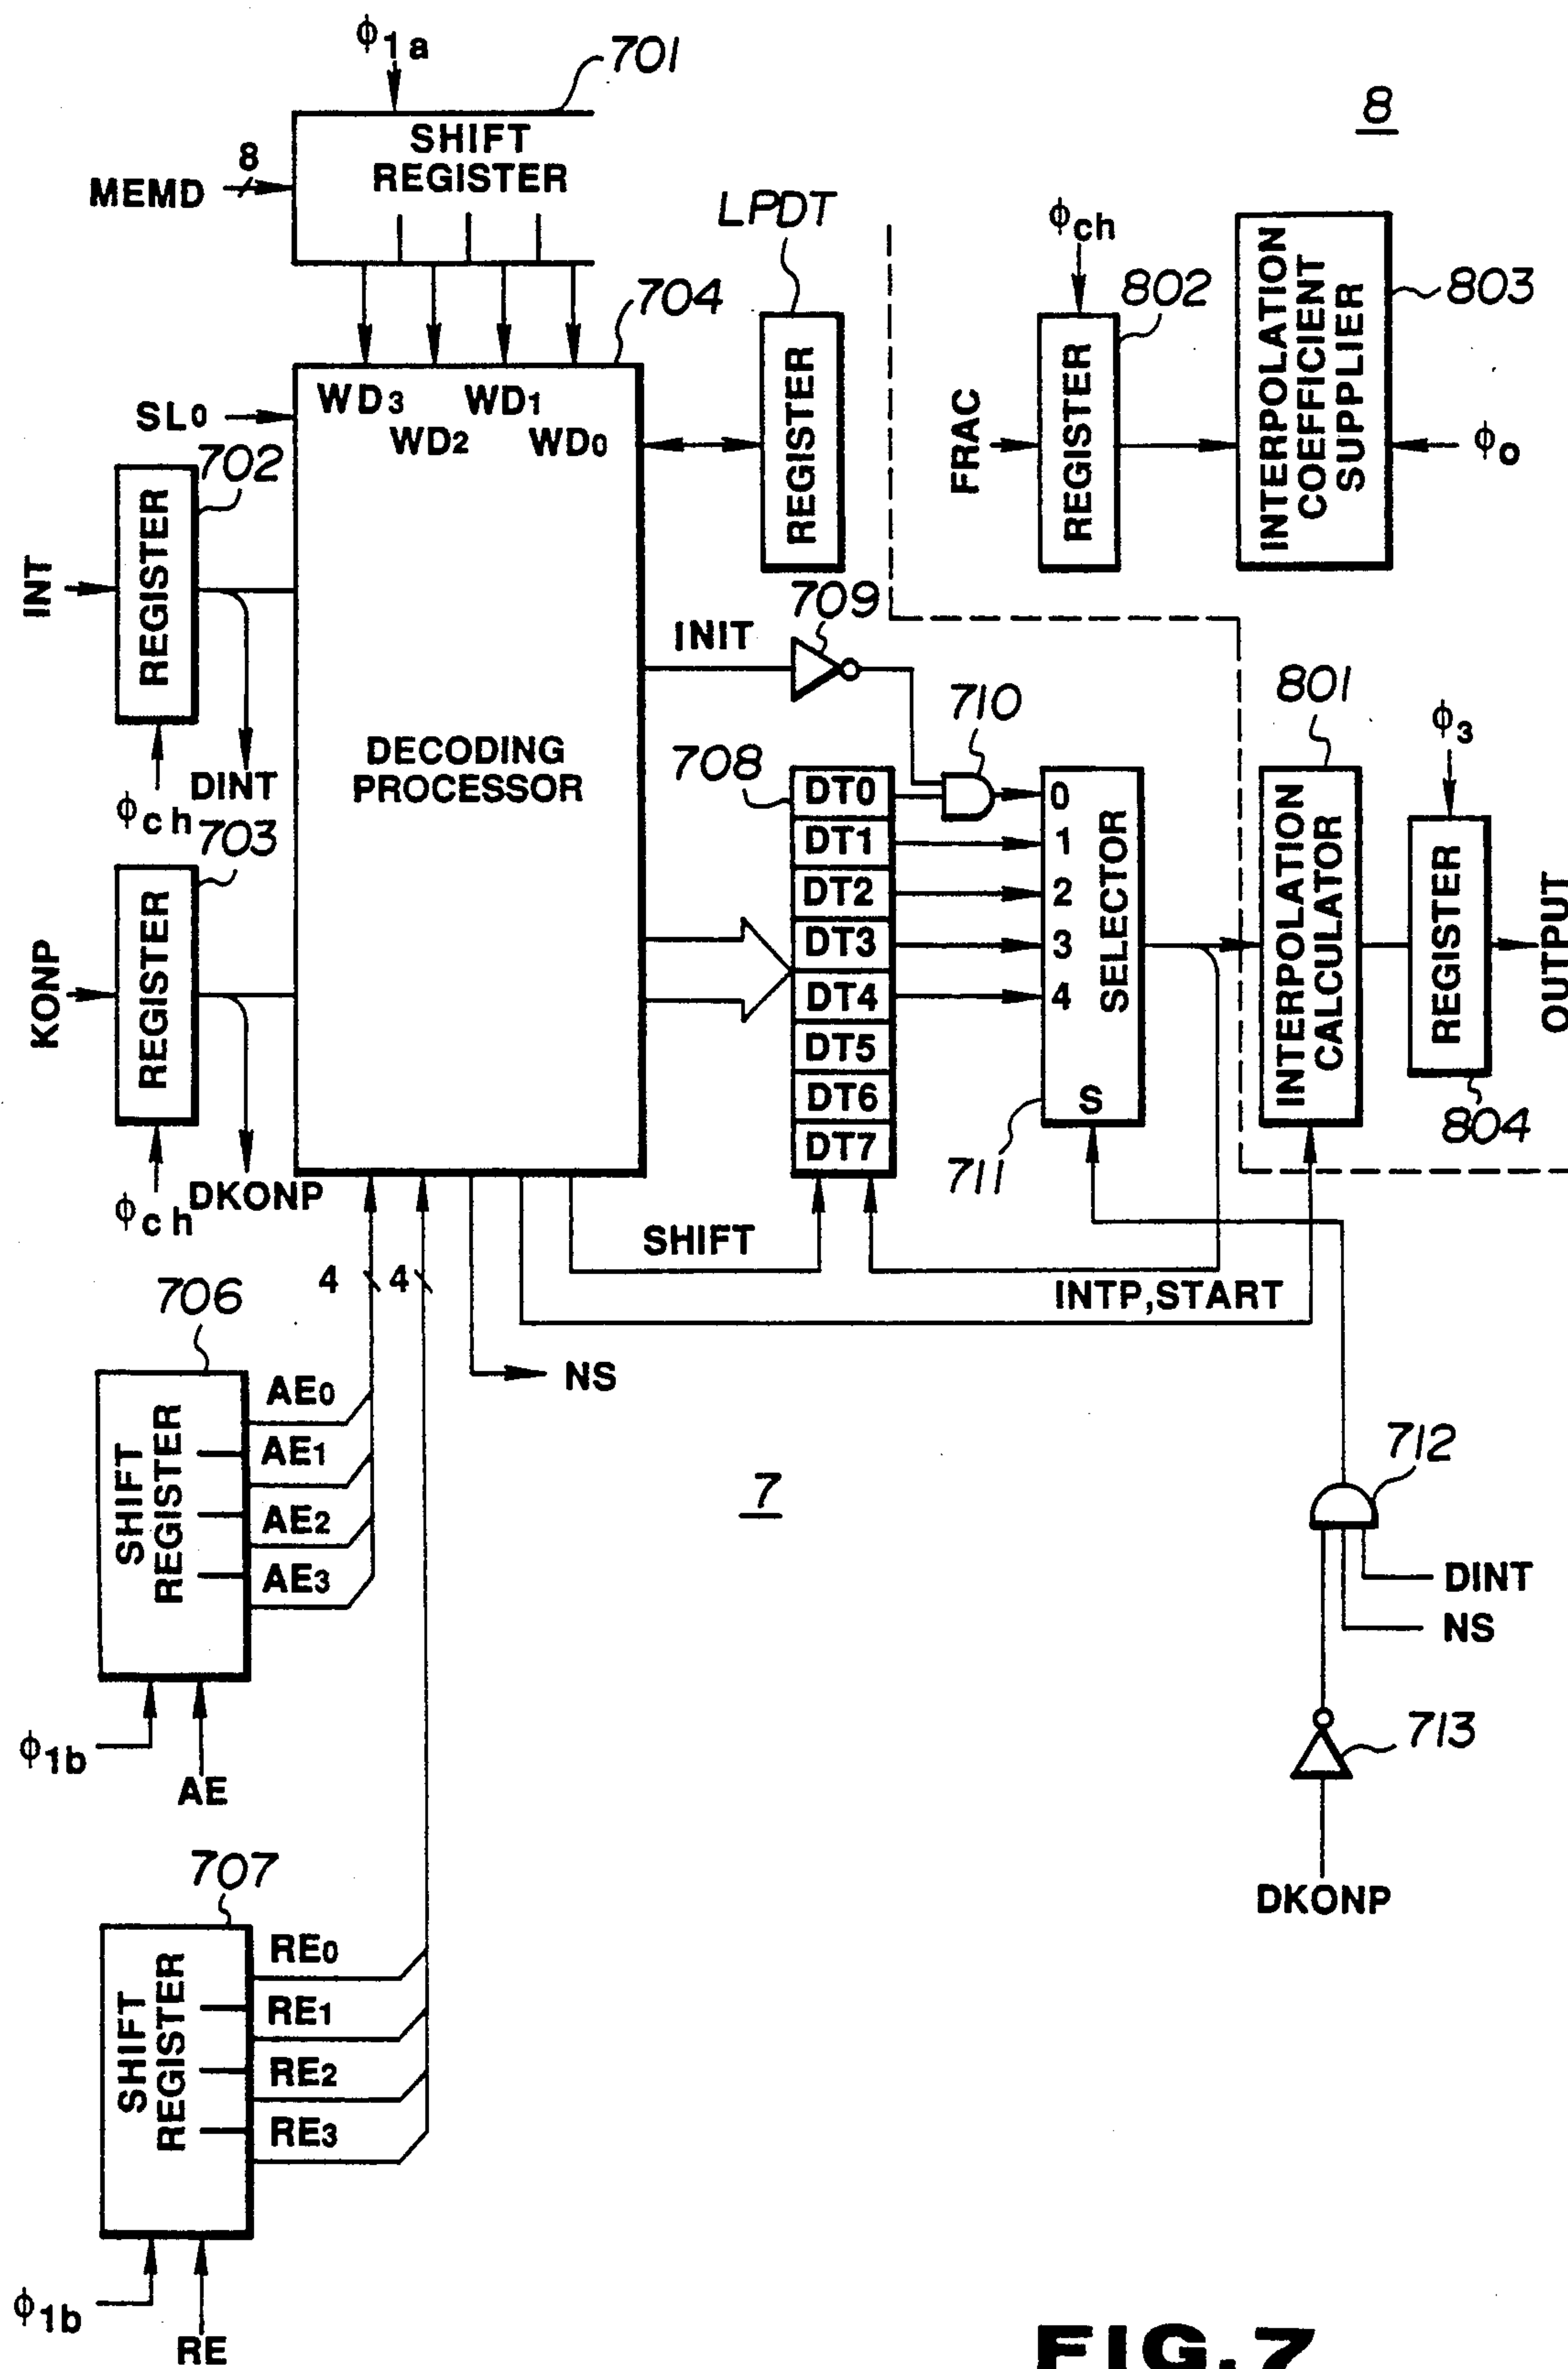 ϕ1a
701
8
SHIFT
REGISTER
8
MEMD
LPDT
ϕch
802
INTERPOLATION
COEFFICIENT
SUPPLIER
803
704
REGISTER
FRAC
REGISTER
ϕ0
SL0
WD3
WD2
WD1
WD0
702
INT
REGISTER
ϕch
DINT
DECODING
PROCESSOR
INIT
709
710
708
DT0
DT1
DT2
DT3
DT4
DT5
DT6
DT7
0
1
2
3
4
SELECTOR
S
711
801
INTERPOLATION
CALCULATOR
ϕ3
REGISTER
804
OUTPUT
703
KONP
REGISTER
ϕch
DKONP
SHIFT
INTP,START
4
4
NS
706
SHIFT
REGISTER
AE0
AE1
AE2
AE3
ϕ1b
AE
7
712
DINT
NS
713
DKONP
707
SHIFT
REGISTER
RE0
RE1
RE2
RE3
ϕ1b
RE
FIG.7